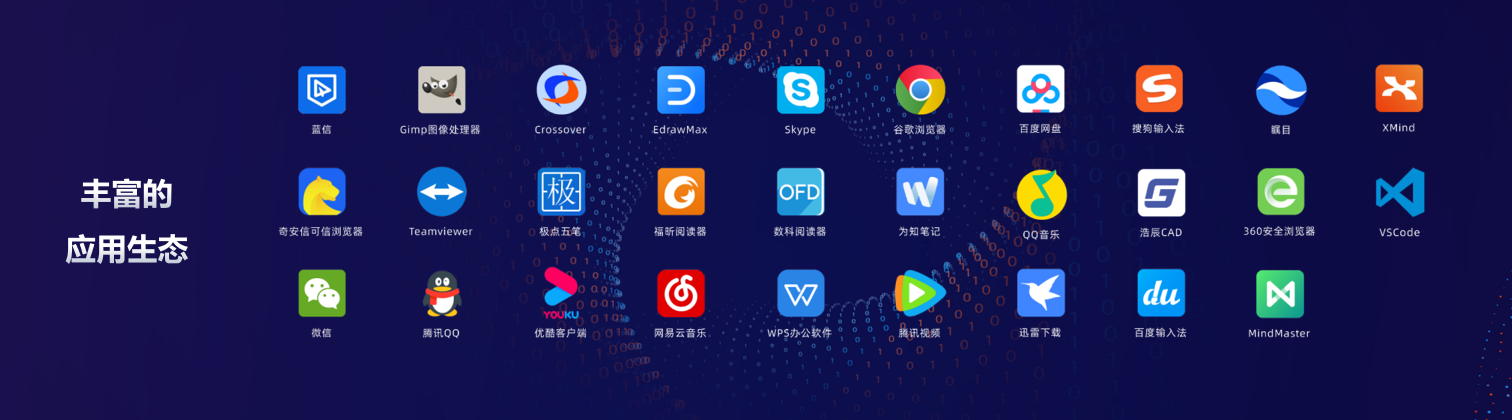 丰富的
应用生态
蓝信
Gimp图像处理器
Crossover
EdrawMax
Skype
谷歌浏览器
百度网盘
搜狗输入法
瞩目
XMind
奇安信可信浏览器
Teamviewer
极
极点五笔
福昕阅读器
OFD
数科阅读器
为知笔记
QQ音乐
浩辰CAD
360安全浏览器
VSCode
微信
腾讯QQ
YOUKU
优酷客户端
网易云音乐
WPS办公软件
腾讯视频
迅雷下载
du
百度输入法
MindMaster